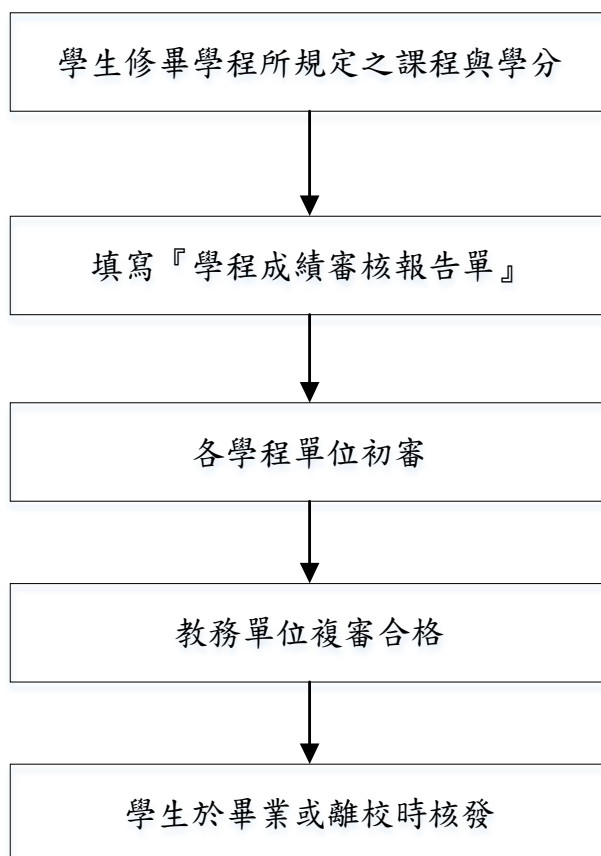 學生修畢學程所規定之課程與學分
填寫『學程成績審核報告單』
各學程單位初審
教務單位複審合格
學生於畢業或離校時核發